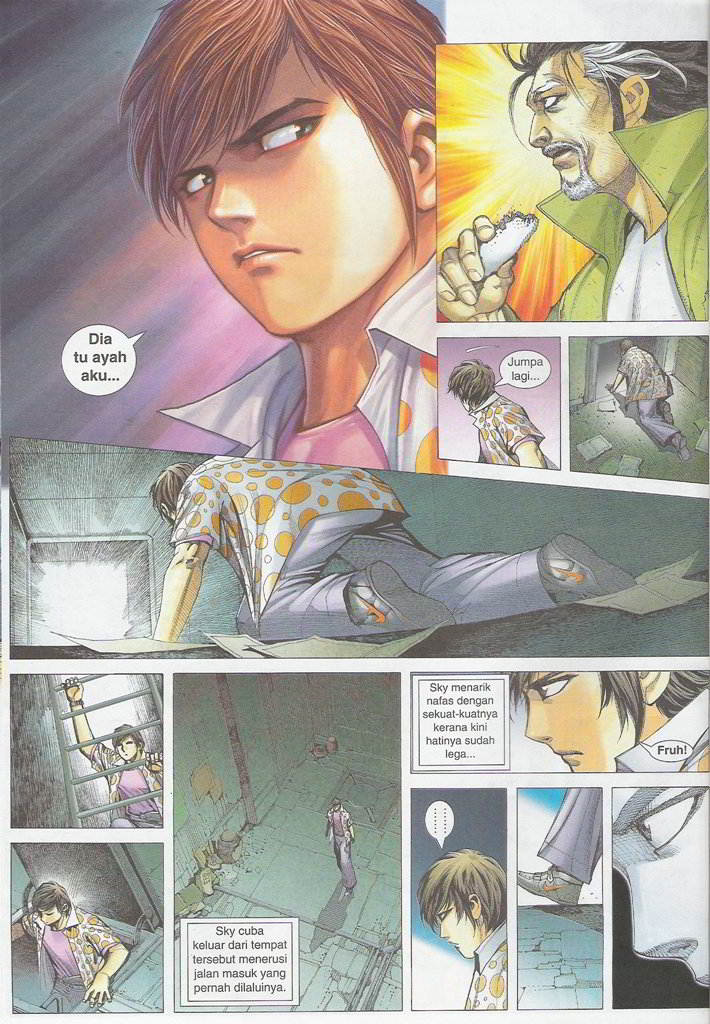 Dia
tu ayah
aku...
Jumpa
lagi...
Sky menarik
nafas dengan
sekuat-kuatnya
kerana kini
hatinya sudah
lega...
Fruh!
Sky cuba
keluar dari tempat
tersebut menerusi
jalan masuk yang
pernah dilaluinya.
......